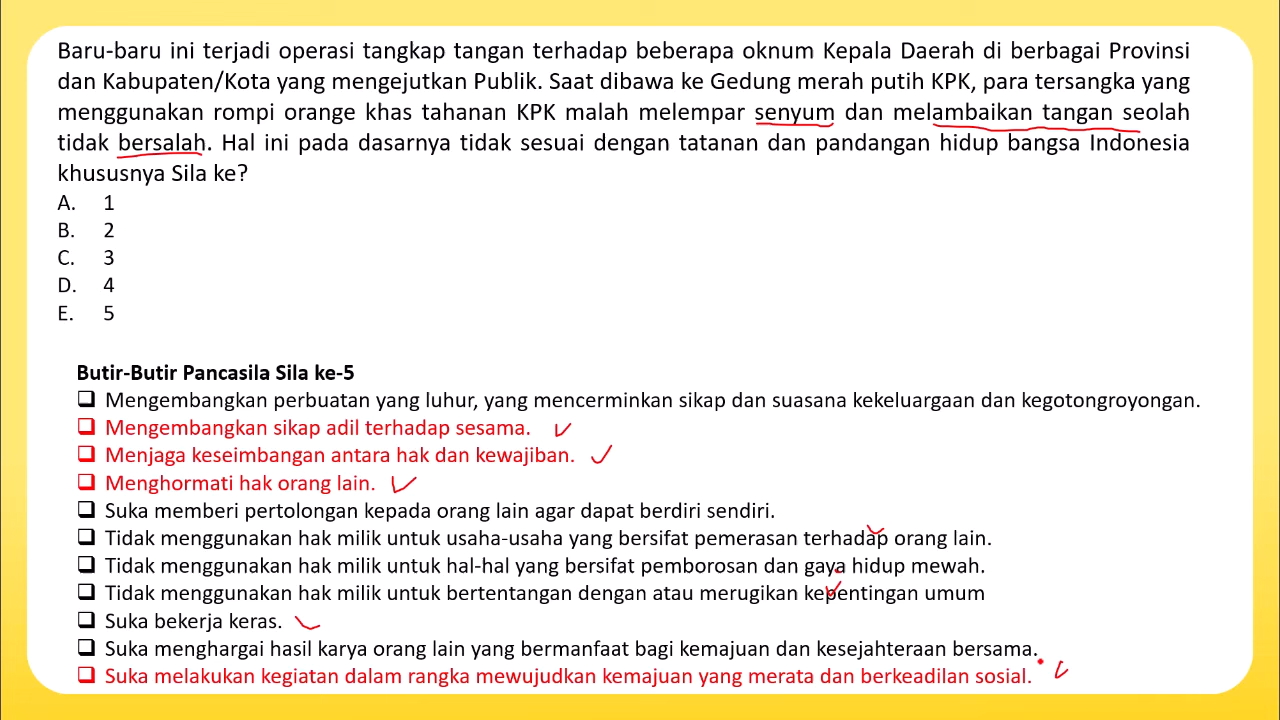 Baru-baru ini terjadi operasi tangkap tangan terhadap beberapa oknum Kepala Daerah di berbagai Provinsi
dan Kabupaten/Kota yang mengejutkan Publik. Saat dibawa ke Gedung merah putih KPK, para tersangka yang
menggunakan rompi orange khas tahanan KPK malah melempar senyum dan melambaikan tangan seolah
tidak bersalah. Hal ini pada dasarnya tidak sesuai dengan tatanan dan pandangan hidup bangsa Indonesia
khususnya Sila ke?
A. 1
B. 2
C. 3
D. 4
E. 5
Butir-Butir Pancasila Sila ke-5
Mengembangkan perbuatan yang luhur, yang mencerminkan sikap dan suasana kekeluargaan dan kegotongroyongan.
Mengembangkan sikap adil terhadap sesama.
Menjaga keseimbangan antara hak dan kewajiban.
Menghormati hak orang lain.
Suka memberi pertolongan kepada orang lain agar dapat berdiri sendiri.
Tidak menggunakan hak milik untuk usaha-usaha yang bersifat pemerasan terhadap orang lain.
Tidak menggunakan hak milik untuk hal-hal yang bersifat pemborosan dan gaya hidup mewah.
Tidak menggunakan hak milik untuk bertentangan dengan atau merugikan kepentingan umum
Suka bekerja keras.
Suka menghargai hasil karya orang lain yang bermanfaat bagi kemajuan dan kesejahteraan bersama.
Suka melakukan kegiatan dalam rangka mewujudkan kemajuan yang merata dan berkeadilan sosial.